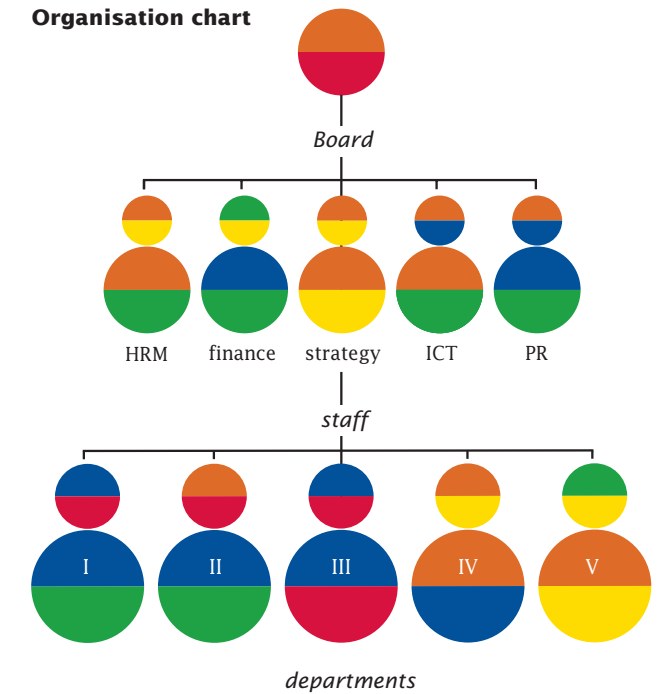 Organisation chart
Board
HRM finance strategy ICT PR
staff
I II III IV V
departments